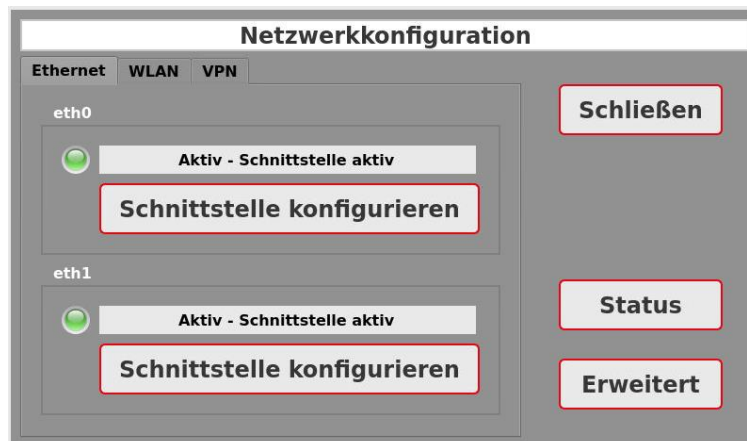 Netzwerkkonfiguration
Ethernet WLAN VPN
eth0
Aktiv - Schnittstelle aktiv
Schnittstelle konfigurieren
eth1
Aktiv - Schnittstelle aktiv
Schnittstelle konfigurieren
Schließen
Status
Erweitert